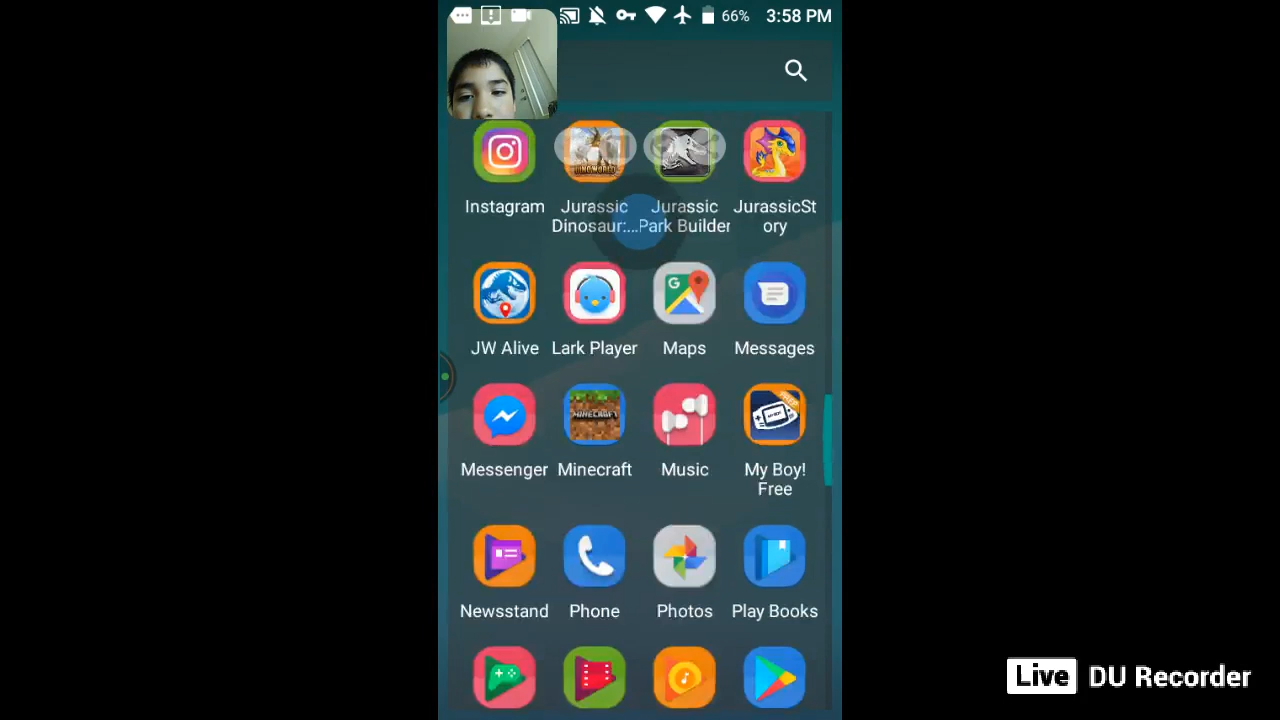 66% 3:58 PM
Instagram
Jurassic
Dinosaur:...
Jurassic
Park Builder
JurassicSt
ory
JW Alive
Lark Player
Maps
Messages
Messenger
Minecraft
Music
My Boy!
Free
Newsstand
Phone
Photos
Play Books
Live DU Recorder